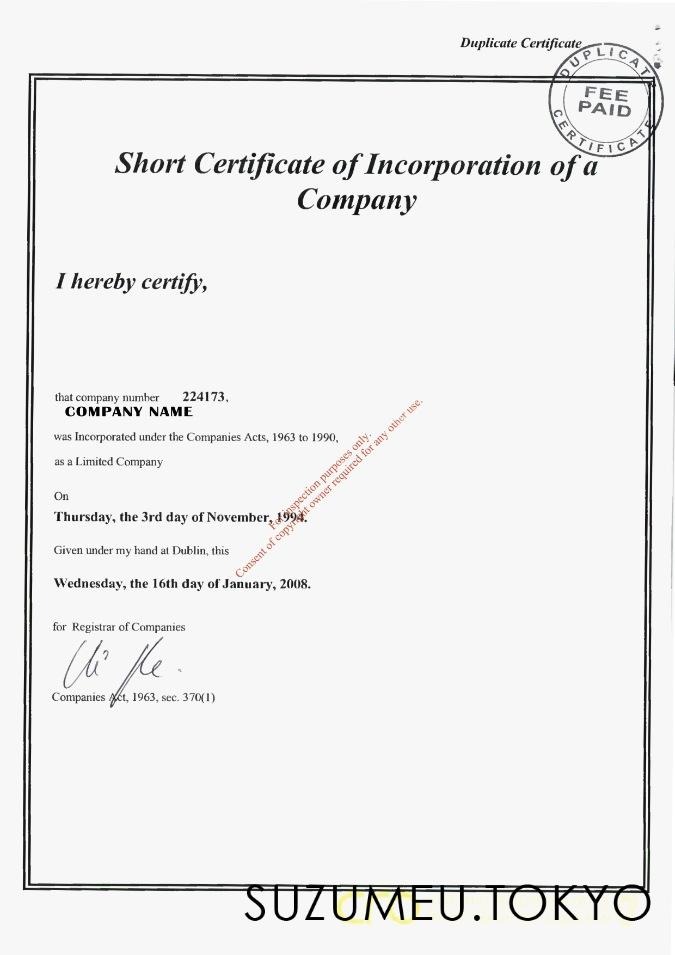 Duplicate Certificate
DUPLICATE
FEE
PAID
CERTIFICATE
Short Certificate of Incorporation of a
Company
I hereby certify,
that company number 224173,
COMPANY NAME
was Incorporated under the Companies Acts, 1963 to 1990,
as a Limited Company
On
Thursday, the 3rd day of November, 1994.
Given under my hand at Dublin, this
Wednesday, the 16th day of January, 2008.
For inspection purposes only.
Consent of copyright owner required for any other use.
for Registrar of Companies
Companies Act, 1963, sec. 370(1)
SUZUMEU.TOKYO